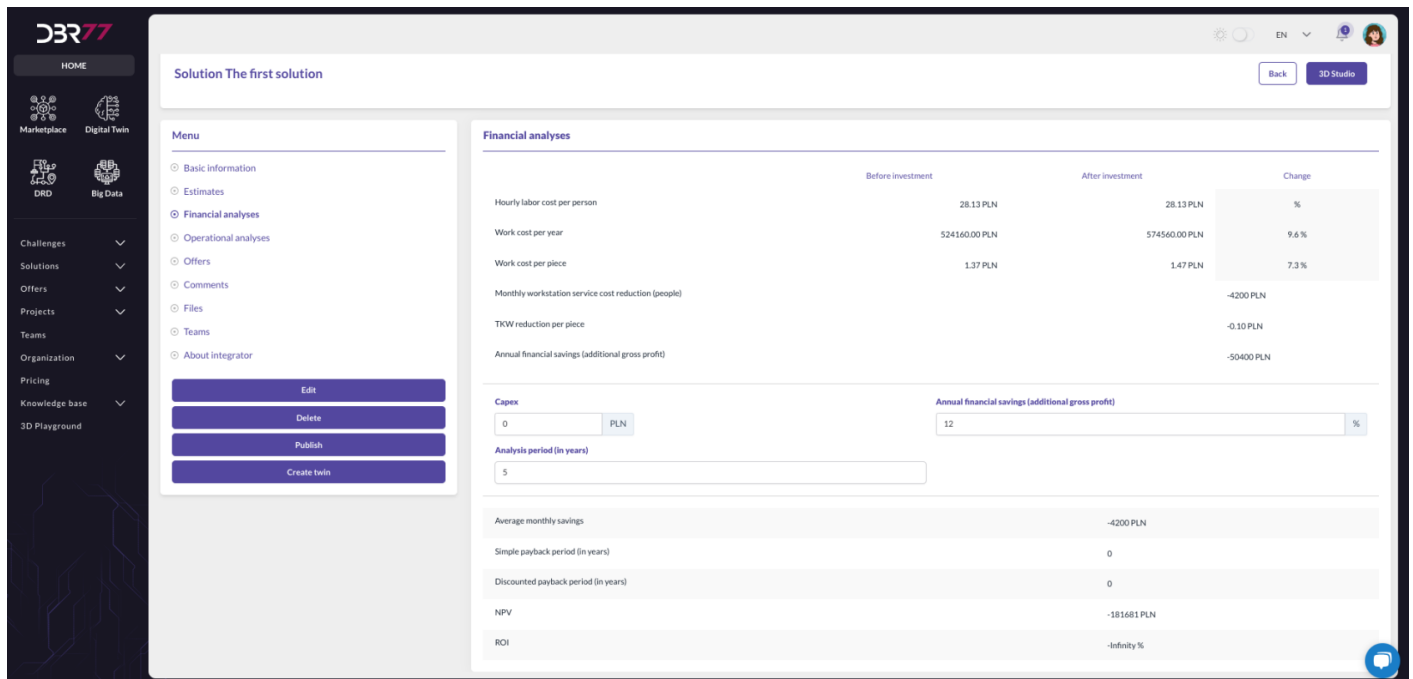 DBR77
HOME
Marketplace Digital Twin
DRD Big Data
Challenges
Solutions
Offers
Projects
Teams
Organization
Pricing
Knowledge base
3D Playground
EN
Solution The first solution
Back 3D Studio
Menu
Basic information
Estimates
Financial analyses
Operational analyses
Offers
Comments
Files
Teams
About integrator
Edit
Delete
Publish
Create twin
Financial analyses
Before investment After investment Change
Hourly labor cost per person 28.13 PLN 28.13 PLN %
Work cost per year 524160.00 PLN 574560.00 PLN 9.6 %
Work cost per piece 1.37 PLN 1.47 PLN 7.3 %
Monthly workstation service cost reduction (people) -4200 PLN
TKW reduction per piece -0.10 PLN
Annual financial savings (additional gross profit) -50400 PLN
Capex Annual financial savings (additional gross profit)
0 PLN 12 %
Analysis period (in years)
5
Average monthly savings -4200 PLN
Simple payback period (in years) 0
Discounted payback period (in years) 0
NPV -181681 PLN
ROI -Infinity %